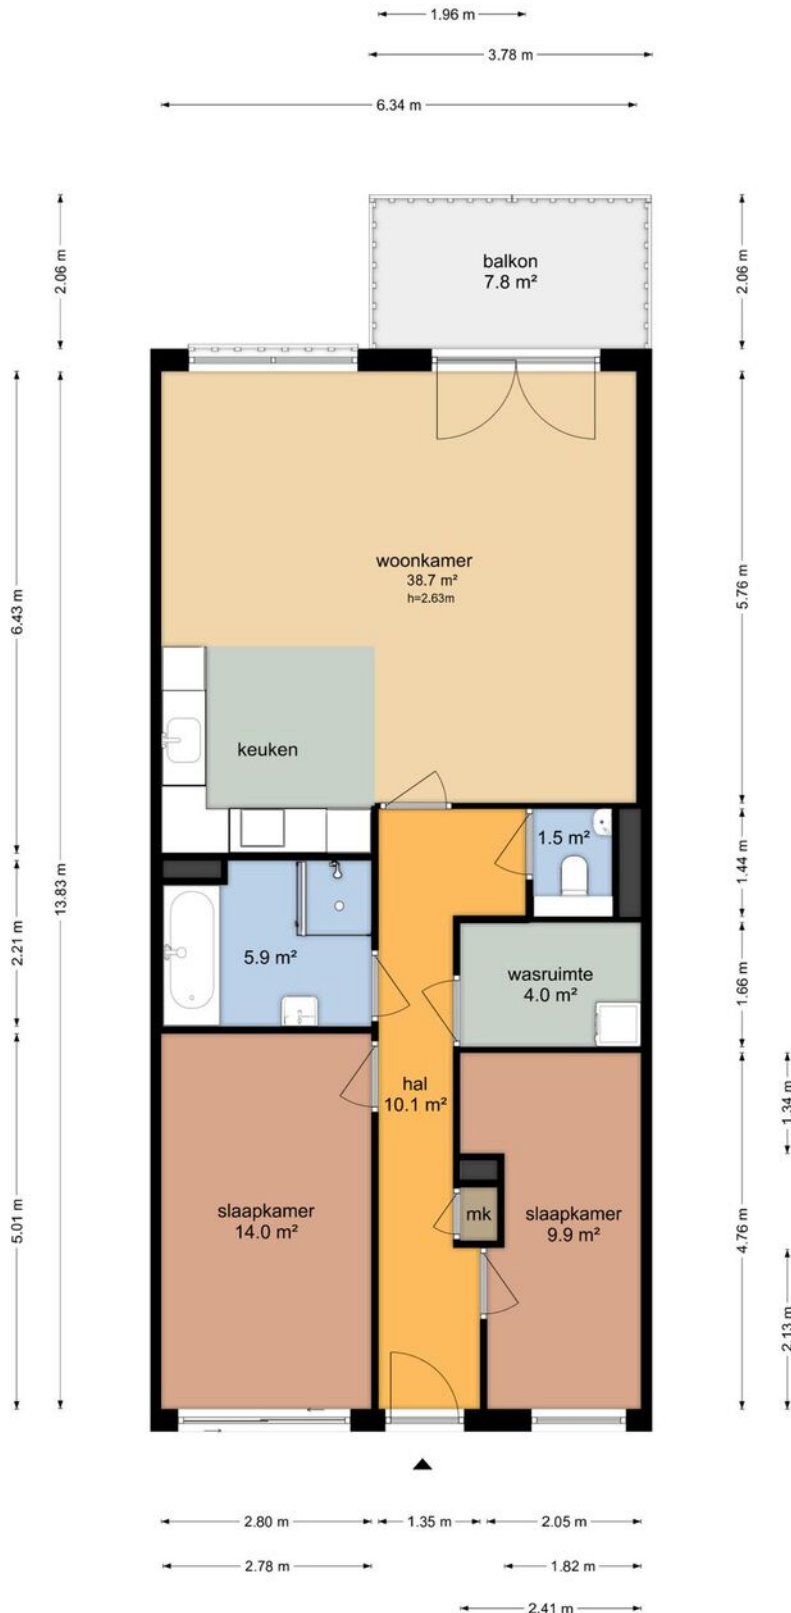 1.96 m
3.78 m
6.34 m
2.06 m
2.06 m
balkon
7.8 m²
woonkamer
38.7 m²
h=2.63m
6.43 m
5.76 m
keuken
13.83 m
1.5 m²
1.44 m
2.21 m
5.9 m²
wasruimte
4.0 m²
1.66 m
hal
10.1 m²
1.34 m
slaapkamer
14.0 m²
mk
slaapkamer
9.9 m²
5.01 m
4.76 m
2.13 m
2.80 m
1.35 m
2.05 m
2.78 m
1.82 m
2.41 m